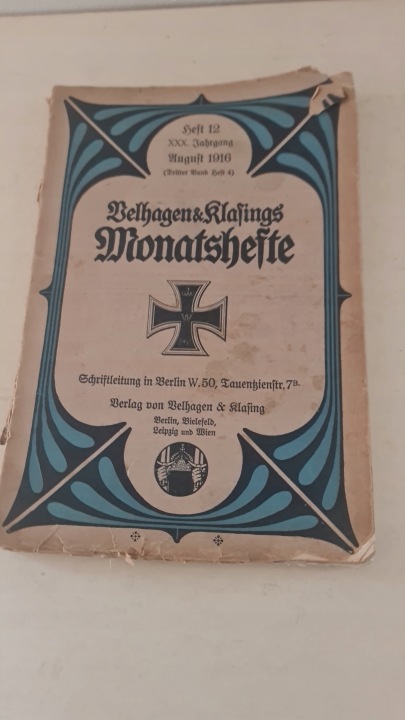 Heft 12
XXX. Jahrgang
August 1916
(Dritter Band Heft 4)
Velhagen & Klasings
Monatshefte
W
Schriftleitung in Berlin W. 50, Tauentzienstr. 7B.
Verlag von Velhagen & Klasing
Berlin, Bielefeld,
Leipzig und Wien